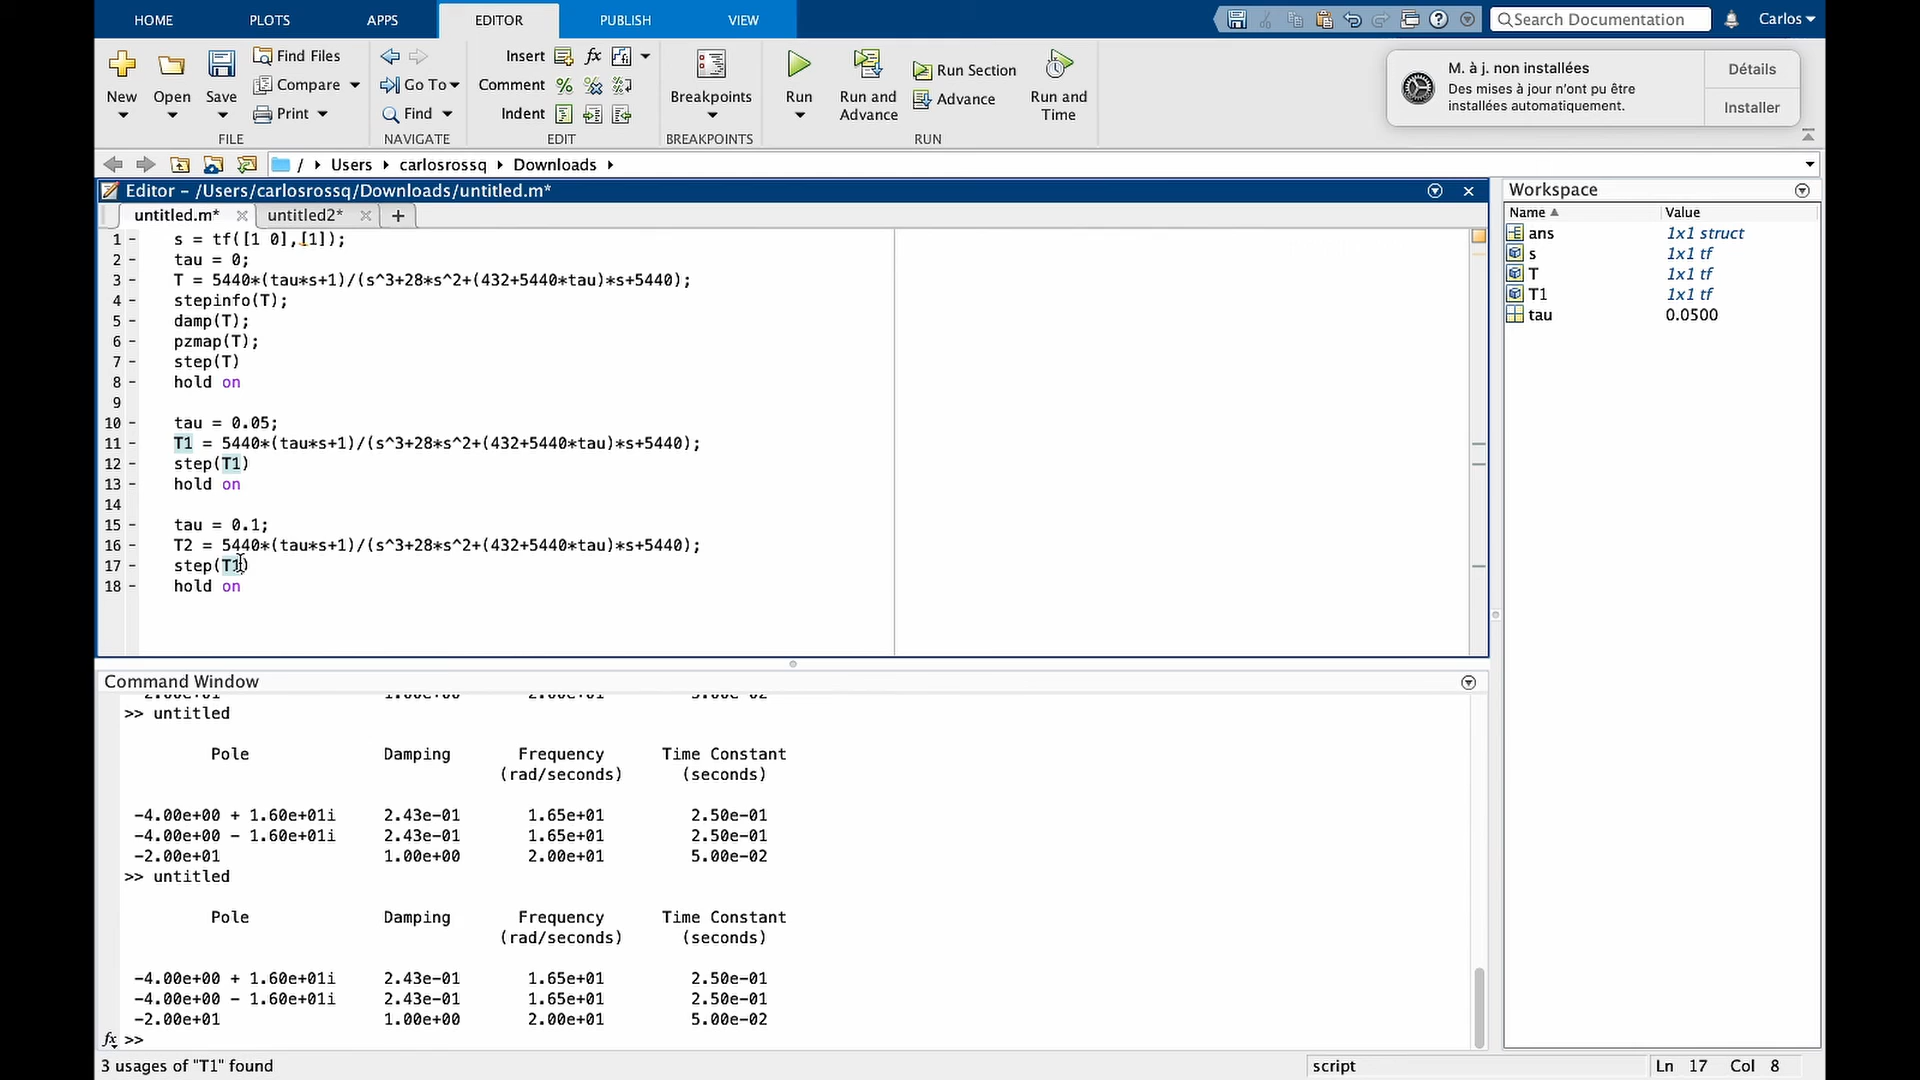 HOME PLOTS APPS EDITOR PUBLISH VIEW Search Documentation Carlos
New Open Save Find Files Compare Print FILE
Go To Find NAVIGATE
Insert fx Comment % Indent EDIT
Breakpoints BREAKPOINTS
Run Run and Advance Run Section Advance Run and Time RUN
M. à j. non installées
Des mises à jour n’ont pu être
installées automatiquement.
Détails
Installer
/ Users carlosrossq Downloads
Editor - /Users/carlosrossq/Downloads/untitled.m*
untitled.m* untitled2* +
1 - s = tf([1 0],[1]);
2 - tau = 0;
3 - T = 5440*(tau*s+1)/(s^3+28*s^2+(432+5440*tau)*s+5440);
4 - stepinfo(T);
5 - damp(T);
6 - pzmap(T);
7 - step(T)
8 - hold on
9
10 - tau = 0.05;
11 - T1 = 5440*(tau*s+1)/(s^3+28*s^2+(432+5440*tau)*s+5440);
12 - step(T1)
13 - hold on
14
15 - tau = 0.1;
16 - T2 = 5440*(tau*s+1)/(s^3+28*s^2+(432+5440*tau)*s+5440);
17 - step(T1)
18 - hold on
Workspace
Name Value
ans 1x1 struct
s 1x1 tf
T 1x1 tf
T1 1x1 tf
tau 0.0500
Command Window
-2.00e+01 1.00e+00 2.00e+01 5.00e-02
>> untitled
Pole Damping Frequency Time Constant
(rad/seconds) (seconds)
-4.00e+00 + 1.60e+01i 2.43e-01 1.65e+01 2.50e-01
-4.00e+00 - 1.60e+01i 2.43e-01 1.65e+01 2.50e-01
-2.00e+01 1.00e+00 2.00e+01 5.00e-02
>> untitled
Pole Damping Frequency Time Constant
(rad/seconds) (seconds)
-4.00e+00 + 1.60e+01i 2.43e-01 1.65e+01 2.50e-01
-4.00e+00 - 1.60e+01i 2.43e-01 1.65e+01 2.50e-01
-2.00e+01 1.00e+00 2.00e+01 5.00e-02
fx >>
3 usages of "T1" found script Ln 17 Col 8